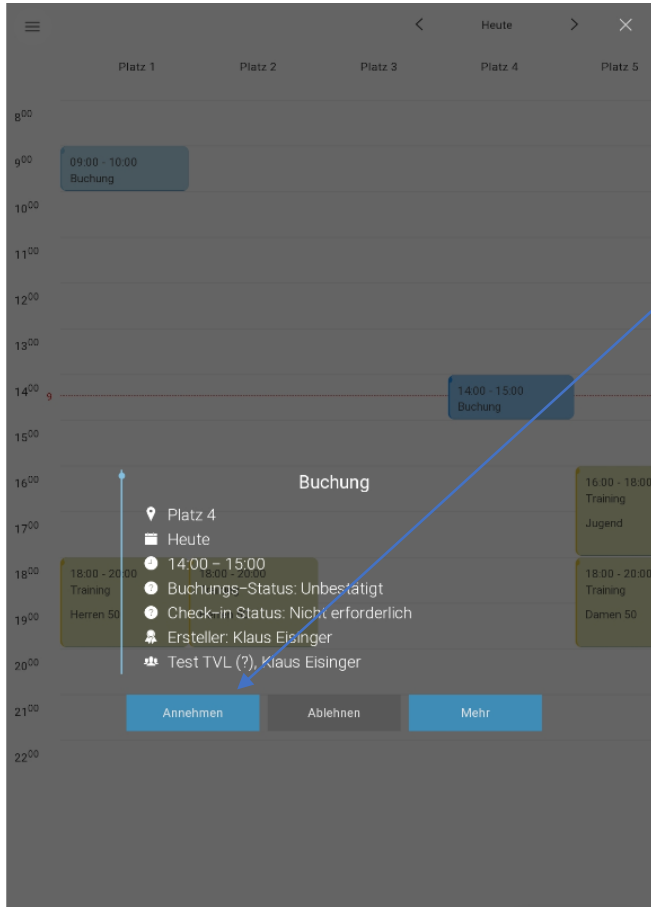 Heute
Platz 1 Platz 2 Platz 3 Platz 4 Platz 5
8⁰⁰
9⁰⁰
09:00 - 10:00
Buchung
10⁰⁰
11⁰⁰
12⁰⁰
13⁰⁰
14⁰⁰
9
14:00 - 15:00
Buchung
15⁰⁰
16⁰⁰
16:00 - 18:00
Training
Jugend
Buchung
Platz 4
Heute
14:00 – 15:00
Buchungs-Status: Unbestätigt
Check-in Status: Nicht erforderlich
Ersteller: Klaus Eisinger
Test TVL (?), Klaus Eisinger
17⁰⁰
18⁰⁰
18:00 - 20:00
Training
Herren 50
18:00 - 20:00
18:00 - 20:00
Training
Damen 50
19⁰⁰
20⁰⁰
21⁰⁰
Annehmen Ablehnen Mehr
22⁰⁰